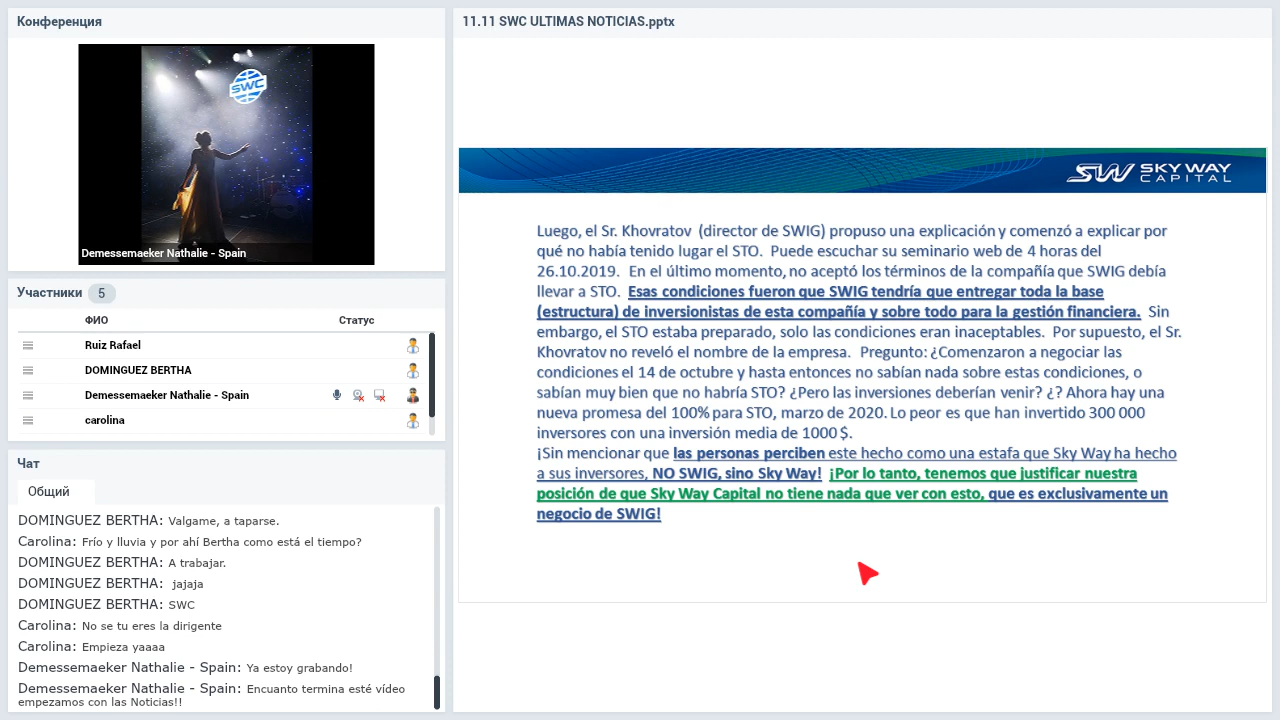 Конференция
SWC
Demessemaeker Nathalie - Spain
Участники 5
ФИО Статус
Ruiz Rafael
DOMINGUEZ BERTHA
Demessemaeker Nathalie - Spain
carolina
Чат
Общий
DOMINGUEZ BERTHA: Valgame, a taparse.
Carolina: Frío y lluvia y por ahí Bertha como está el tiempo?
DOMINGUEZ BERTHA: A trabajar.
DOMINGUEZ BERTHA: jajaja
DOMINGUEZ BERTHA: SWC
Carolina: No se tu eres la dirigente
Carolina: Empieza yaaaa
Demessemaeker Nathalie - Spain: Ya estoy grabando!
Demessemaeker Nathalie - Spain: Encuanto termina esté vídeo
empezamos con las Noticias!!
11.11 SWC ULTIMAS NOTICIAS.pptx
SW SKY WAY
CAPITAL
Luego, el Sr. Khovratov (director de SWIG) propuso una explicación y comenzó a explicar por
qué no había tenido lugar el STO. Puede escuchar su seminario web de 4 horas del
26.10.2019. En el último momento, no aceptó los términos de la compañía que SWIG debía
llevar a STO. Esas condiciones fueron que SWIG tendría que entregar toda la base
(estructura) de inversionistas de esta compañía y sobre todo para la gestión financiera. Sin
embargo, el STO estaba preparado, solo las condiciones eran inaceptables. Por supuesto, el Sr.
Khovratov no reveló el nombre de la empresa. Pregunto: ¿Comenzaron a negociar las
condiciones el 14 de octubre y hasta entonces no sabían nada sobre estas condiciones, o
sabían muy bien que no habría STO? ¿Pero las inversiones deberían venir? ¿? Ahora hay una
nueva promesa del 100% para STO, marzo de 2020. Lo peor es que han invertido 300 000
inversores con una inversión media de 1000 $.
¡Sin mencionar que las personas perciben este hecho como una estafa que Sky Way ha hecho
a sus inversores, NO SWIG, sino Sky Way! ¡Por lo tanto, tenemos que justificar nuestra
posición de que Sky Way Capital no tiene nada que ver con esto, que es exclusivamente un
negocio de SWIG!